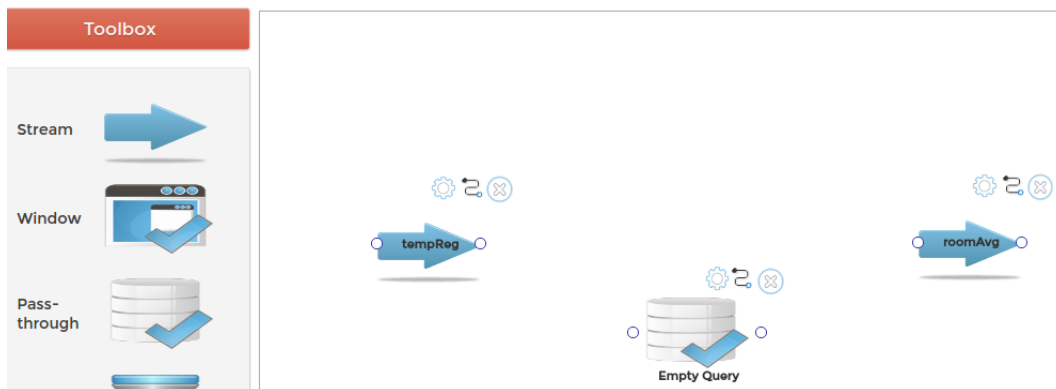 Toolbox
Stream
Window
Pass-
through
tempReg
roomAvg
Empty Query